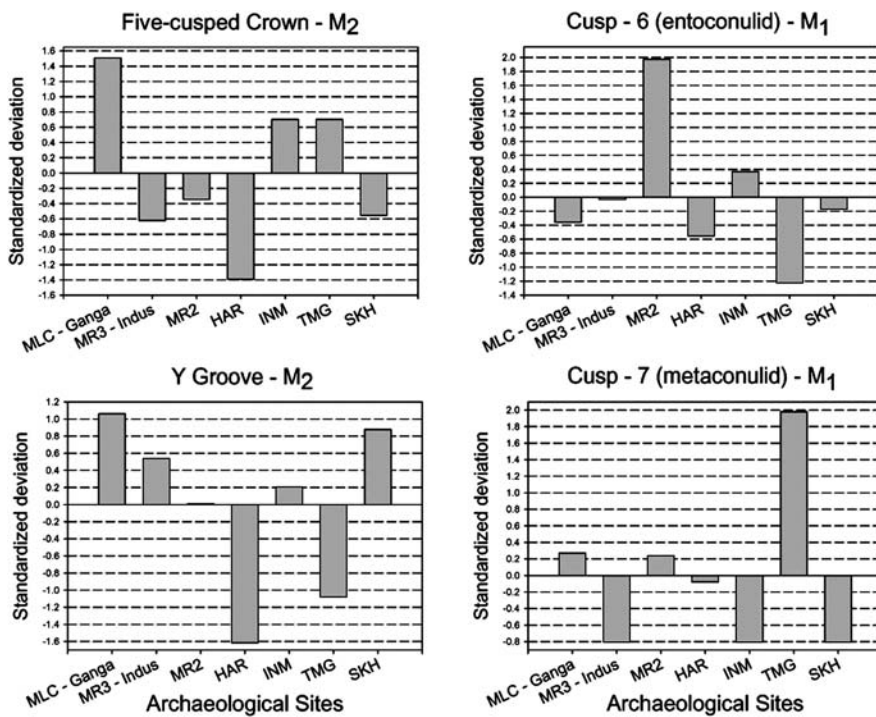 Five-cusped Crown - M2
Standardized deviation
1.6
1.4
1.2
1.0
0.8
0.6
0.4
0.2
0.0
-0.2
-0.4
-0.6
-0.8
-1.0
-1.2
-1.4
-1.6
MLC - Ganga
MR3 - Indus
MR2
HAR
INM
TMG
SKH
Cusp - 6 (entoconulid) - M1
Standardized deviation
2.0
1.8
1.6
1.4
1.2
1.0
0.8
0.6
0.4
0.2
0.0
-0.2
-0.4
-0.6
-0.8
-1.0
-1.2
-1.4
MLC - Ganga
MR3 - Indus
MR2
HAR
INM
TMG
SKH
Y Groove - M2
Standardized deviation
1.2
1.0
0.8
0.6
0.4
0.2
0.0
-0.2
-0.4
-0.6
-0.8
-1.0
-1.2
-1.4
-1.6
MLC - Ganga
MR3 - Indus
MR2
HAR
INM
TMG
SKH
Archaeological Sites
Cusp - 7 (metaconulid) - M1
Standardized deviation
2.0
1.8
1.6
1.4
1.2
1.0
0.8
0.6
0.4
0.2
0.0
-0.2
-0.4
-0.6
-0.8
MLC - Ganga
MR3 - Indus
MR2
HAR
INM
TMG
SKH
Archaeological Sites